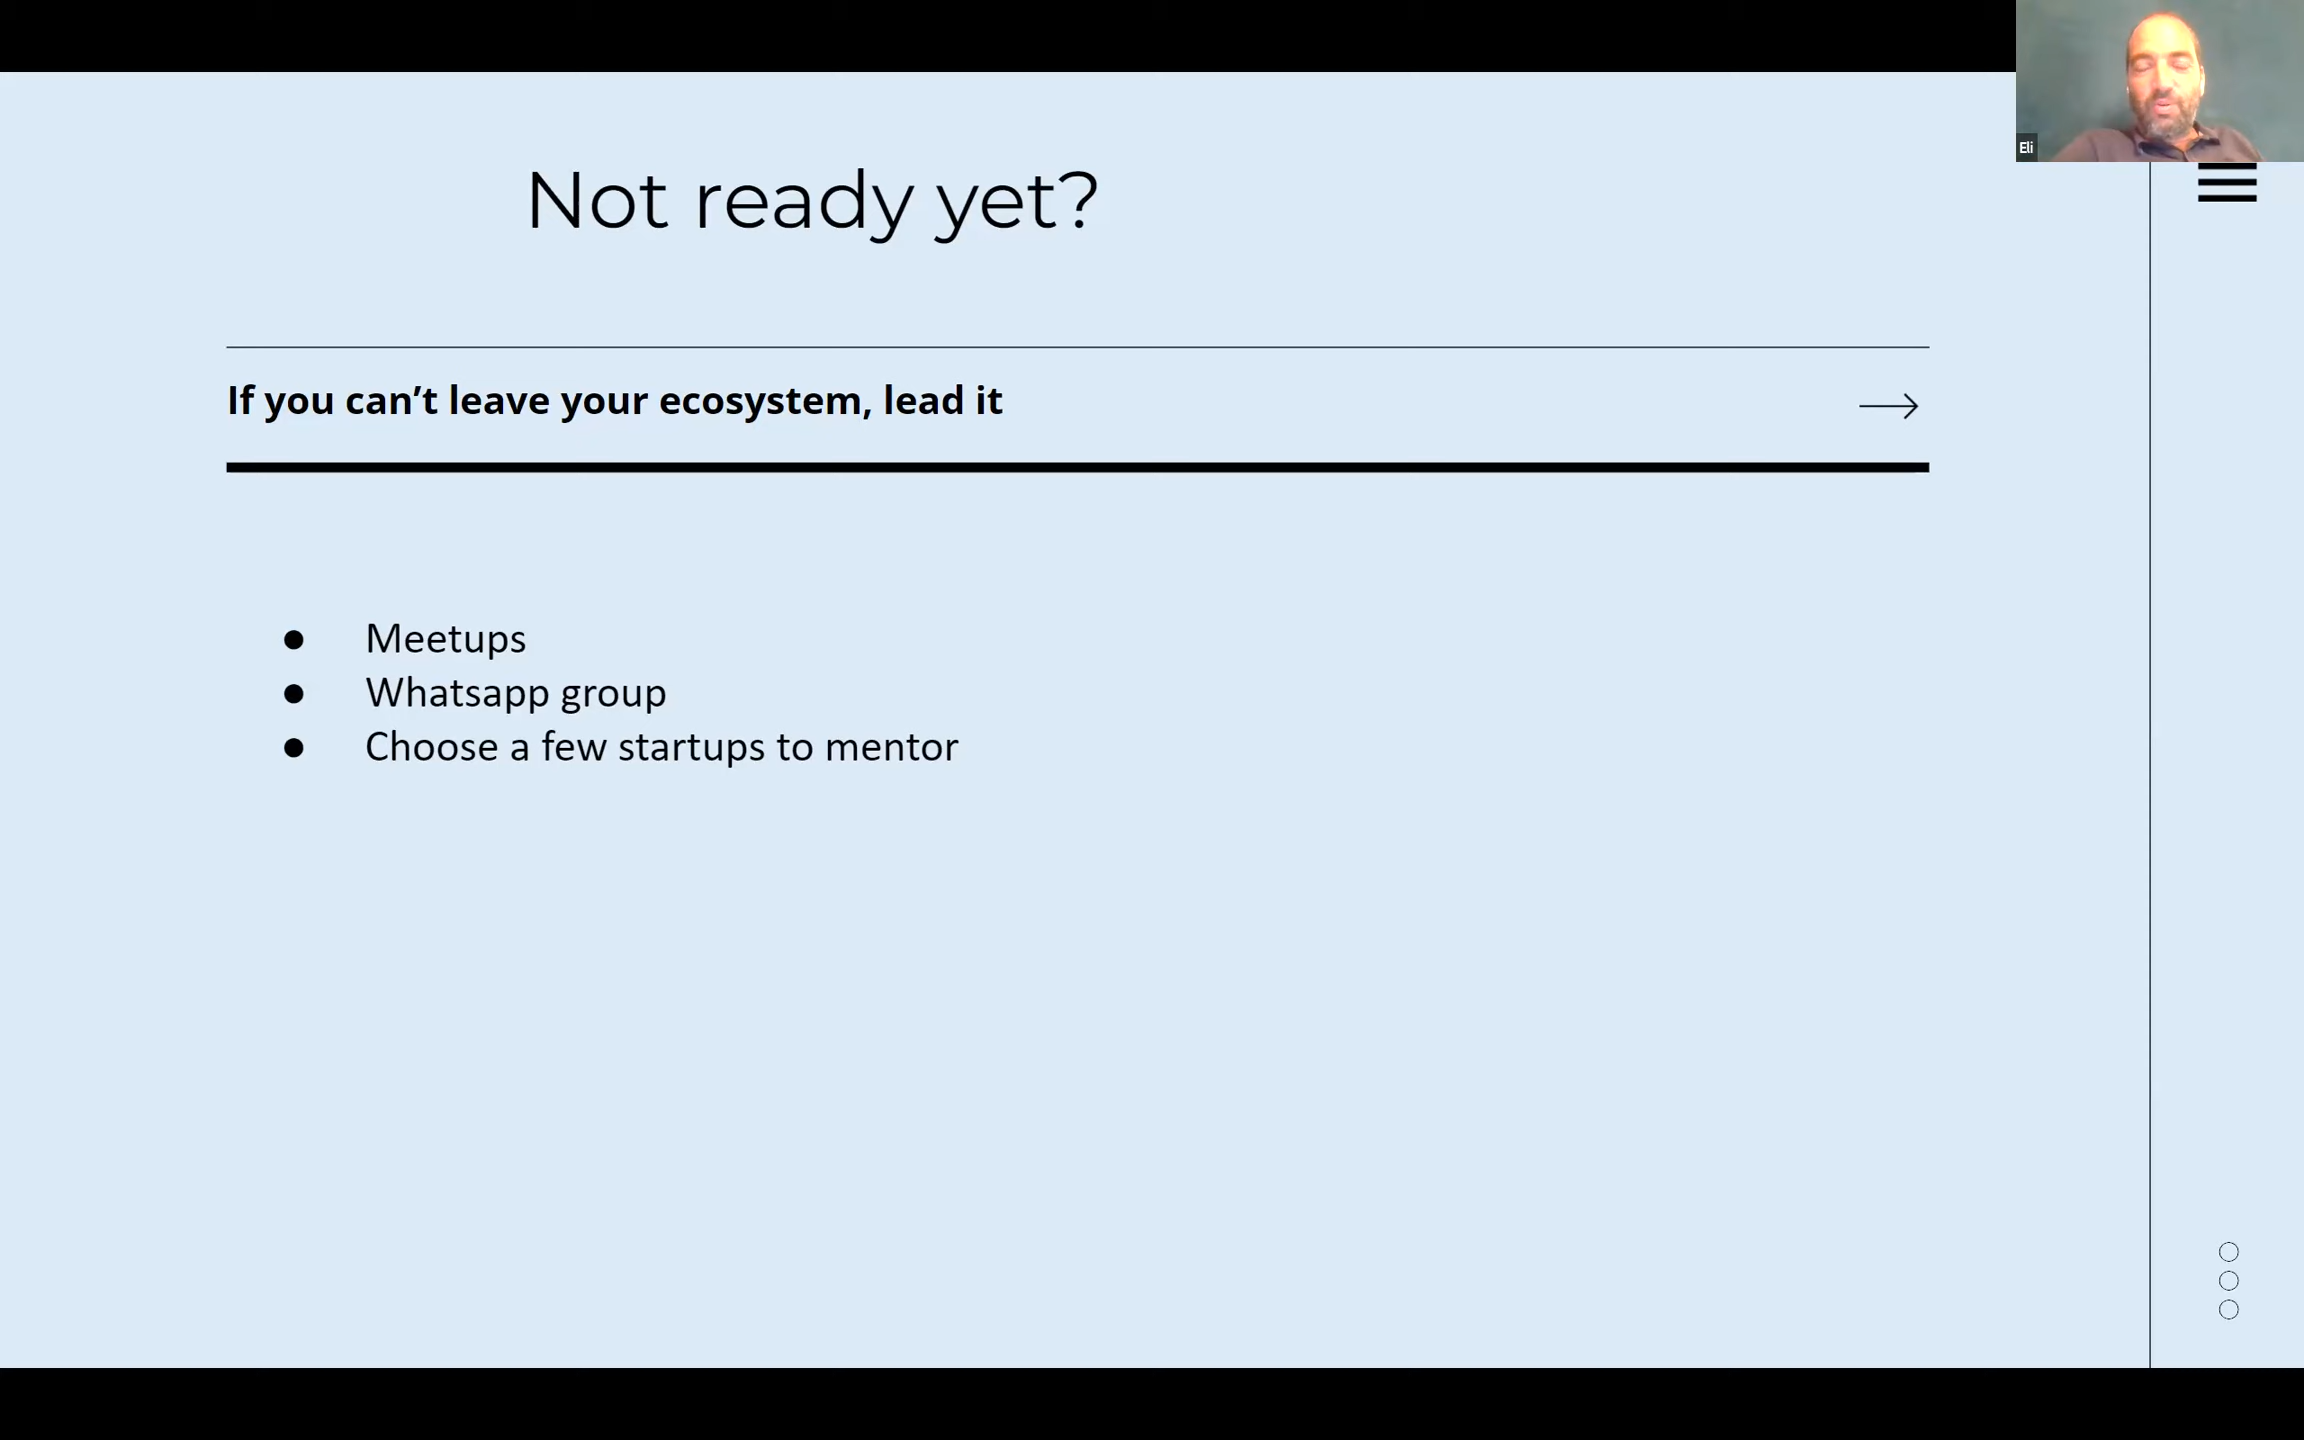 Eli
Not ready yet?
If you can’t leave your ecosystem, lead it
Meetups
Whatsapp group
Choose a few startups to mentor